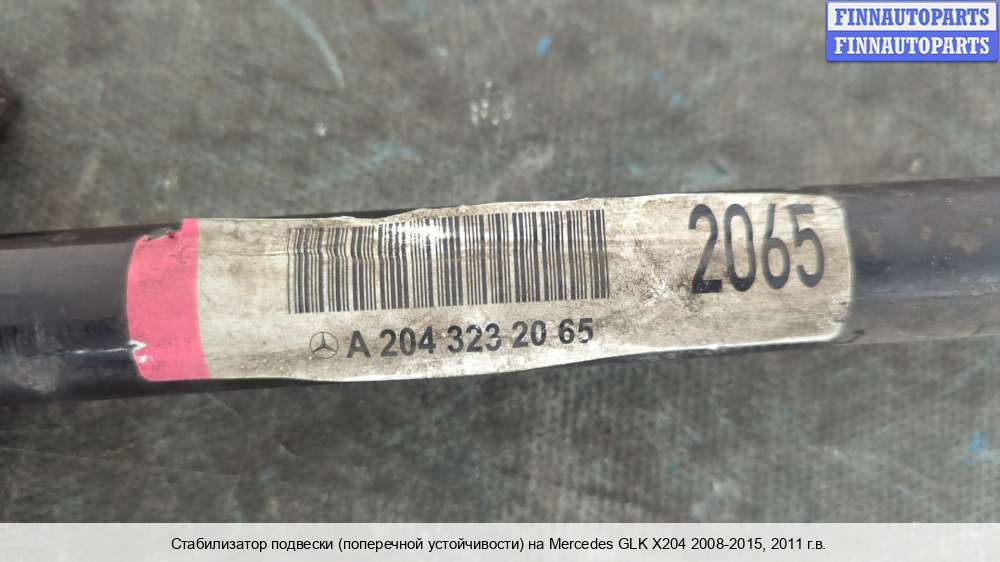 FINNAUTOPARTS
FINNAUTOPARTS
2065
A 204 323 20 65
Стабилизатор подвески (поперечной устойчивости) на Mercedes GLK X204 2008-2015, 2011 г.в.